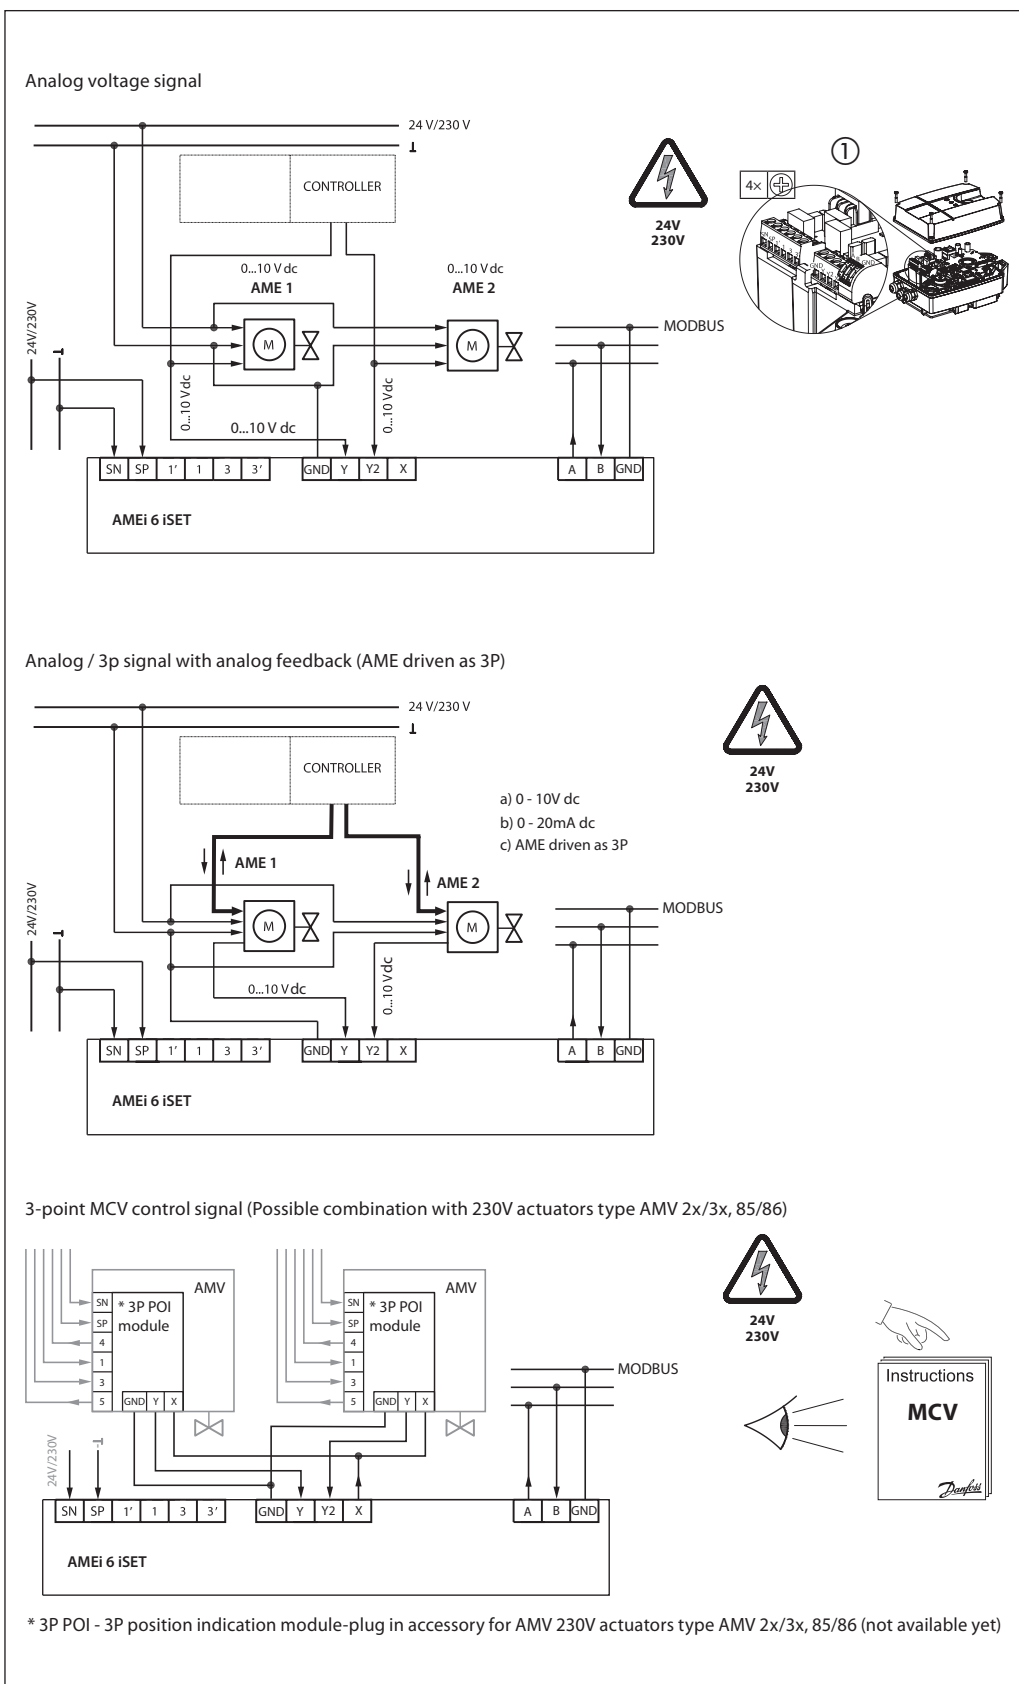 Analog voltage signal
24 V/230 V
CONTROLLER
24V
230V
①
4x
0...10 V dc
AME 1
0...10 V dc
AME 2
MODBUS
24V/230V
M
M
0...10 V dc
0...10 V dc
0...10 V dc
SN SP 1' 1 3 3' GND Y Y2 X A B GND
AMEi 6 iSET
Analog / 3p signal with analog feedback (AME driven as 3P)
24 V/230 V
CONTROLLER
24V
230V
a) 0 - 10V dc
b) 0 - 20mA dc
c) AME driven as 3P
AME 1
AME 2
MODBUS
24V/230V
M
M
0...10 V dc
0...10 V dc
SN SP 1' 1 3 3' GND Y Y2 X A B GND
AMEi 6 iSET
3-point MCV control signal (Possible combination with 230V actuators type AMV 2x/3x, 85/86)
AMV
SN
SP
4
1
3
5
* 3P POI
module
GND Y X
AMV
SN
SP
4
1
3
5
* 3P POI
module
GND Y X
24V
230V
MODBUS
Instructions
MCV
Danfoss
24V/230V
SN SP 1' 1 3 3' GND Y Y2 X A B GND
AMEi 6 iSET
* 3P POI - 3P position indication module-plug in accessory for AMV 230V actuators type AMV 2x/3x, 85/86 (not available yet)